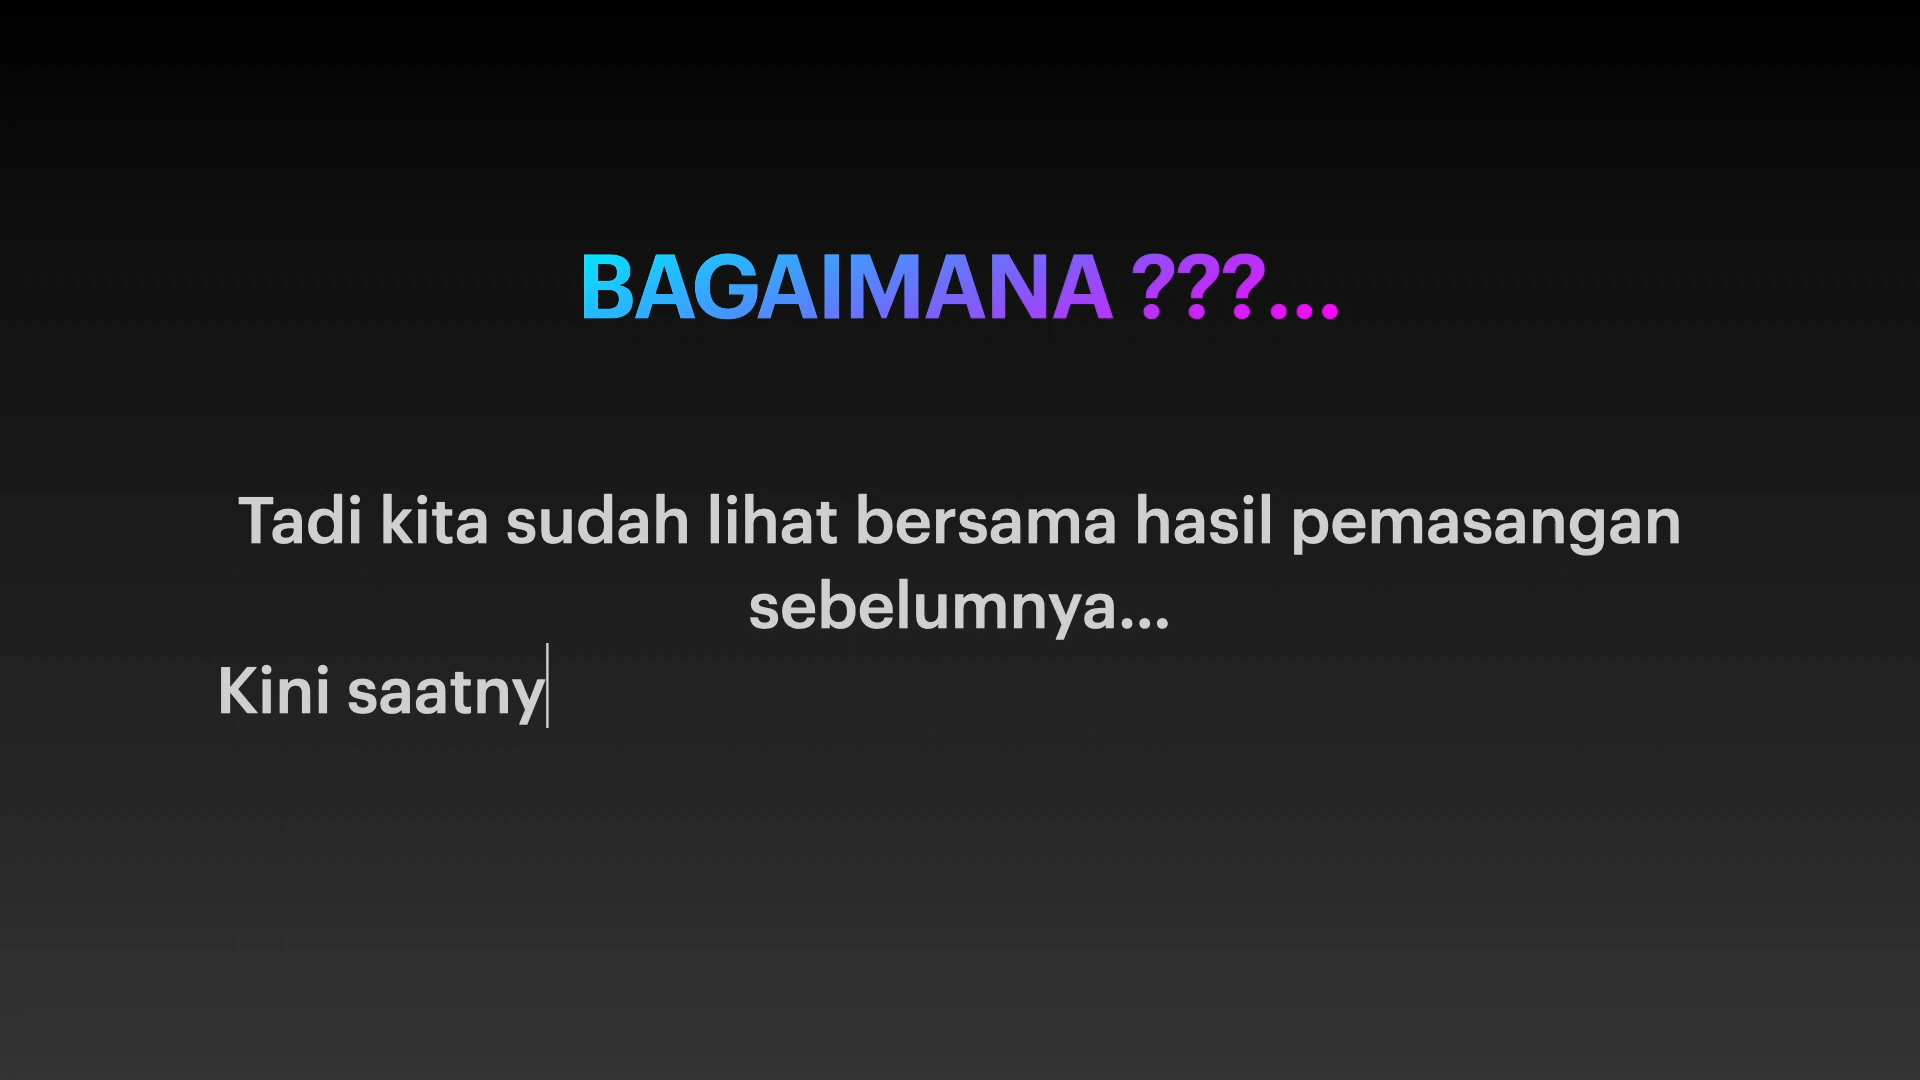 BAGAIMANA ???...
Tadi kita sudah lihat bersama hasil pemasangan
sebelumnya...
Kini saatny